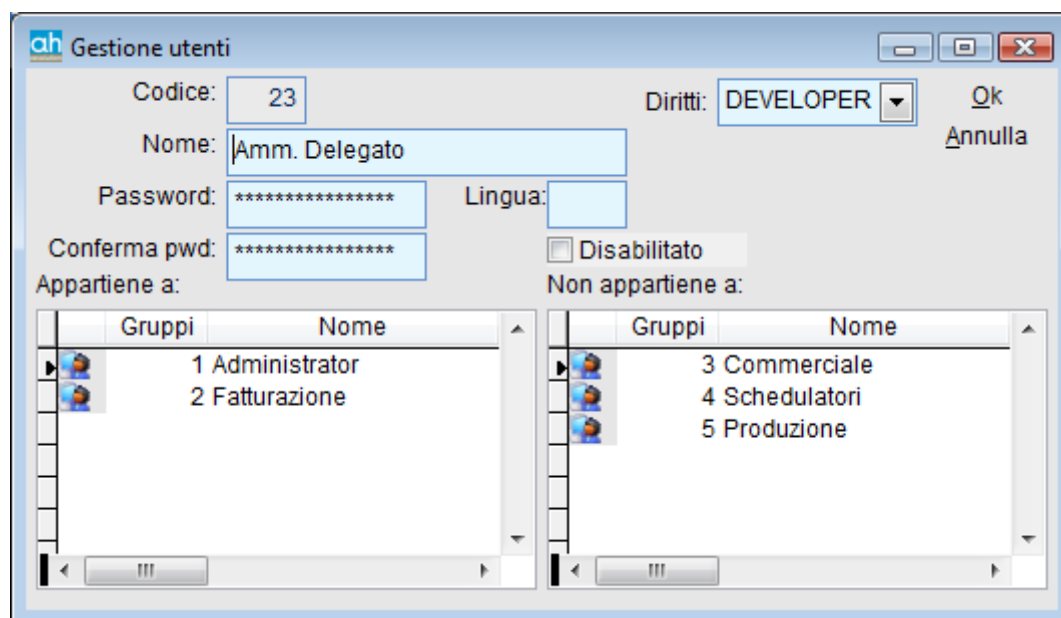 ah Gestione utenti
Codice: 23 Diritti: DEVELOPER Ok
Nome: Amm. Delegato Annulla
Password: **************** Lingua:
Conferma pwd: **************** Disabilitato
Appartiene a: Non appartiene a:
Gruppi Nome Gruppi Nome
1 Administrator 3 Commerciale
2 Fatturazione 4 Schedulatori
5 Produzione